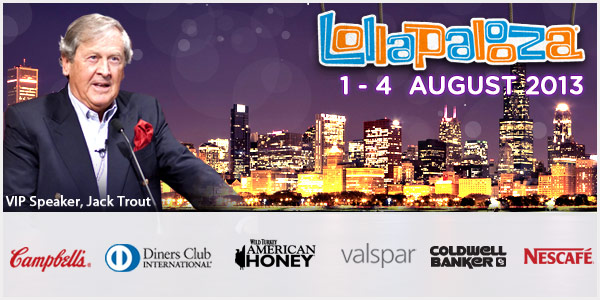 Lollapalooza
1 - 4 AUGUST 2013
VIP Speaker, Jack Trout
Campbell's®
Diners Club
INTERNATIONAL®
WILD TURKEY
AMERICAN
HONEY
valspar
COLDWELL
BANKER
NESCAFÉ